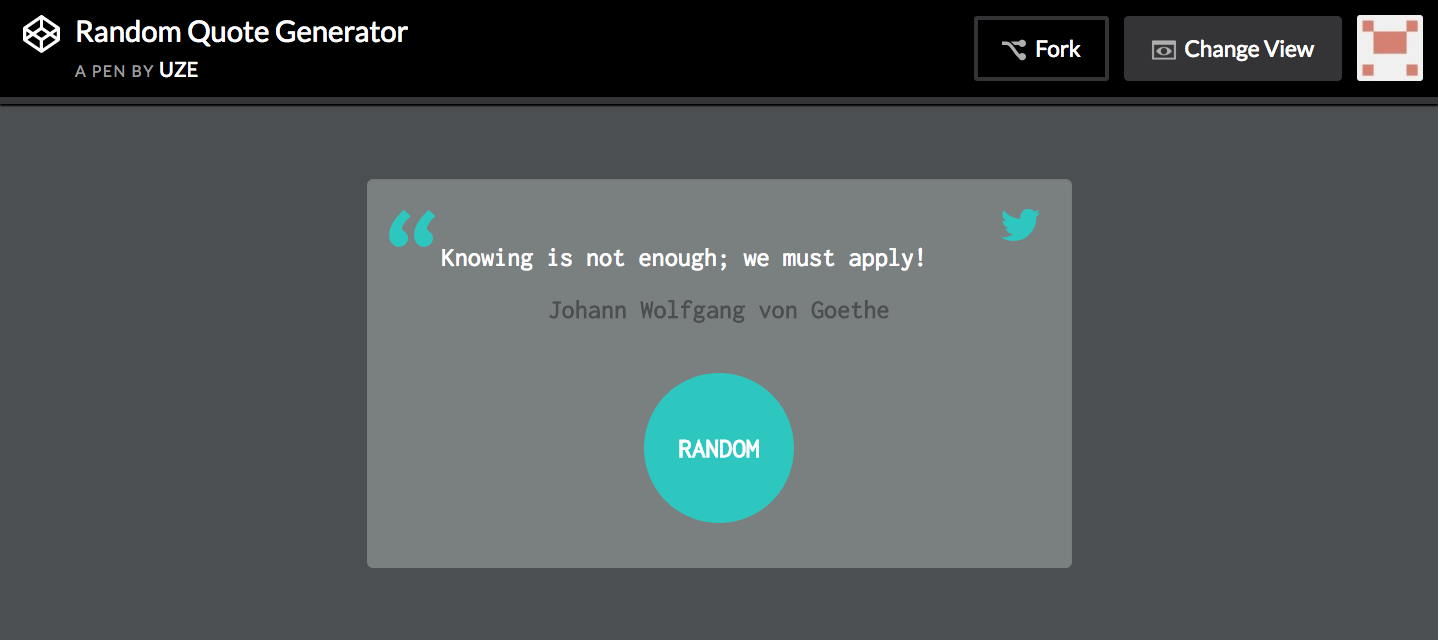 Random Quote Generator
A PEN BY UZE
Fork
Change View
“
Knowing is not enough; we must apply!
Johann Wolfgang von Goethe
RANDOM